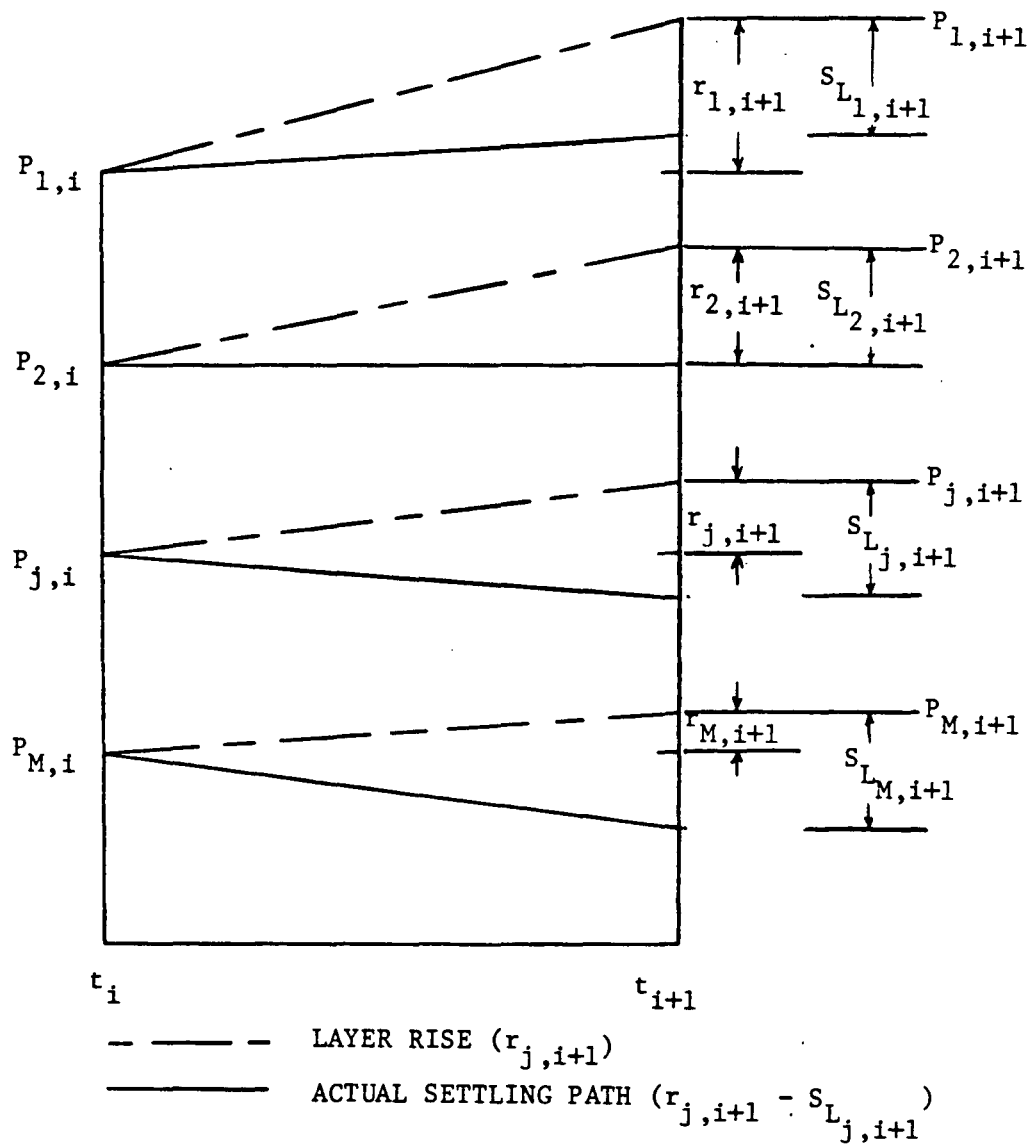 P1,i+1
r1,i+1
SL1,i+1
P1,i
P2,i+1
r2,i+1
SL2,i+1
P2,i
Pj,i+1
rj,i+1
SLj,i+1
Pj,i
PM,i+1
rM,i+1
PM,i
SLM,i+1
ti
ti+1
LAYER RISE (rj,i+1)
ACTUAL SETTLING PATH (rj,i+1 - SLj,i+1)